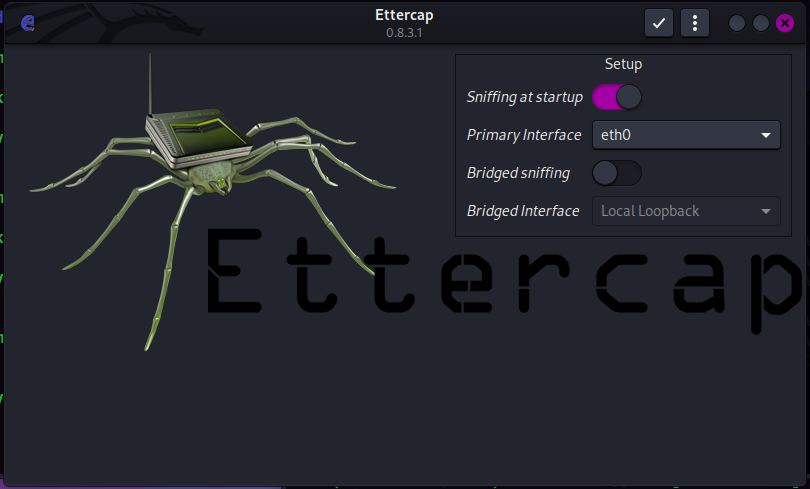 Ettercap
0.8.3.1
Setup
Sniffing at startup
Primary Interface eth0
Bridged sniffing
Bridged Interface Local Loopback
Ettercap